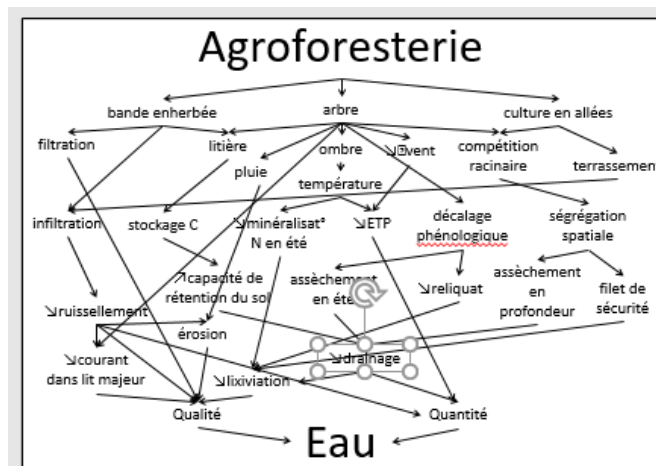 Agroforesterie
bande enherbée
arbre
culture en allées
filtration
litière
ombre
↘ vent
compétition
racinaire
pluie
terrassement
température
infiltration
stockage C
↘minéralisat°
N en été
↘ETP
décalage
phénologique
ségrégation
spatiale
↗capacité de
rétention du sol
assèchement
en été
↘reliquat
assèchement
en
profondeur
filet de
sécurité
↘ruissellement
érosion
↘courant
dans lit majeur
↘drainage
↘lixiviation
Qualité
Quantité
Eau